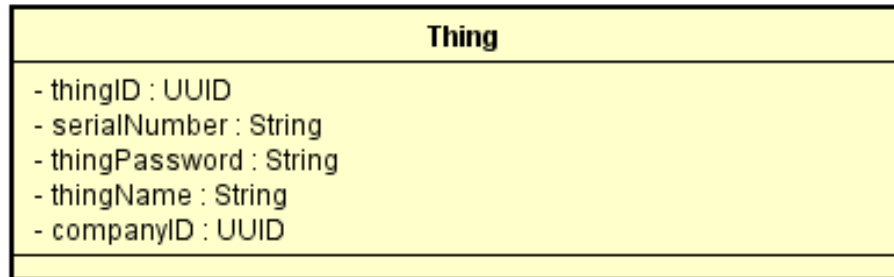 Thing
- thingID : UUID
- serialNumber : String
- thingPassword : String
- thingName : String
- companyID : UUID